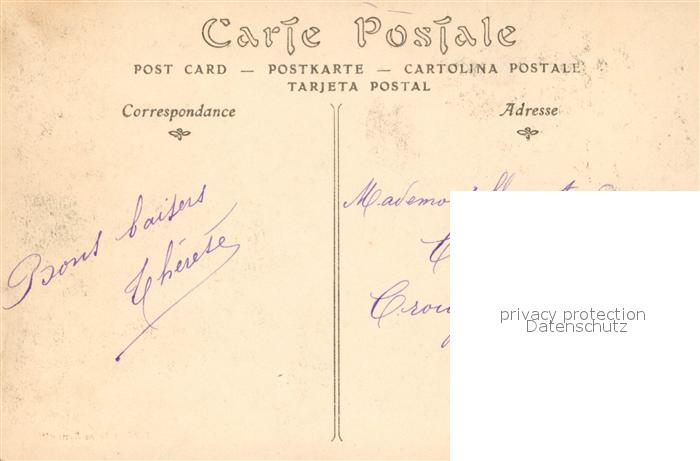 Carte Postale
POST CARD — POSTKARTE — CARTOLINA POSTALE
TARJETA POSTAL
Correspondance
Adresse
Bons baisers
Thérèse
privacy protection
Datenschutz